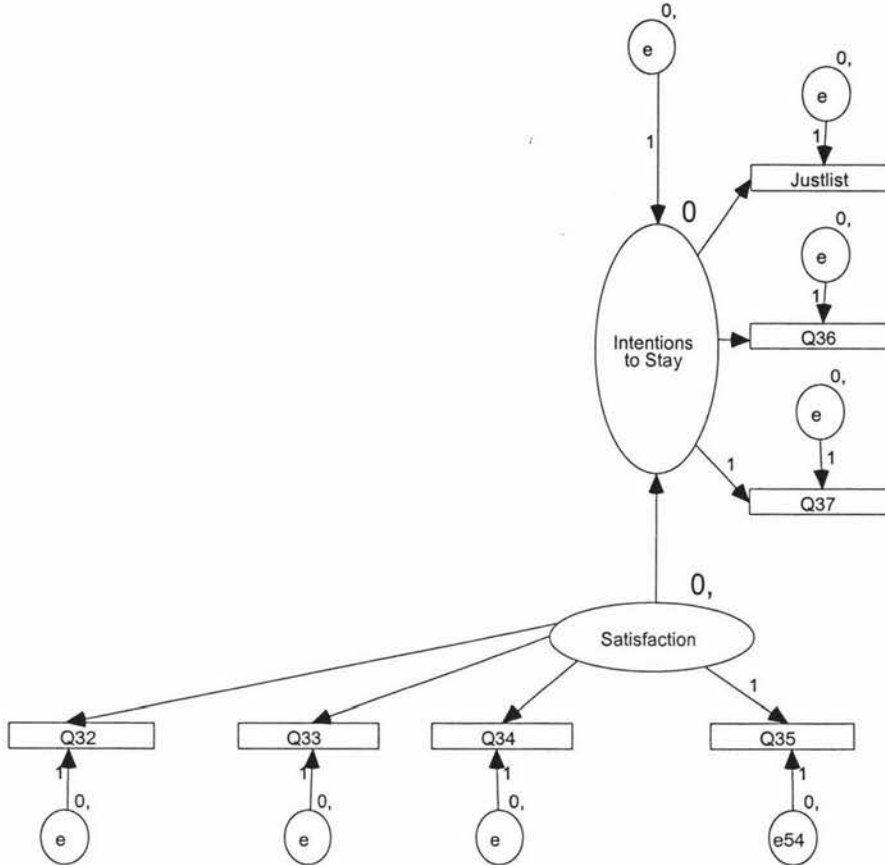 0,
e
1
0,
e
1
Justlist
0
0,
e
1
Q36
Intentions
to Stay
0,
e
1
1
Q37
0,
Satisfaction
1
Q32
Q33
Q34
Q35
1
1
1
1
0,
0,
0,
0,
e
e
e
e54